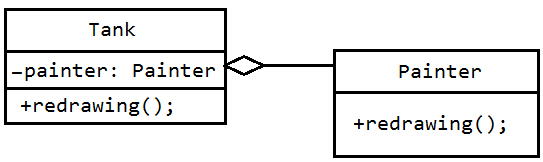 Tank
–painter: Painter
+redrawing();
Painter
+redrawing();